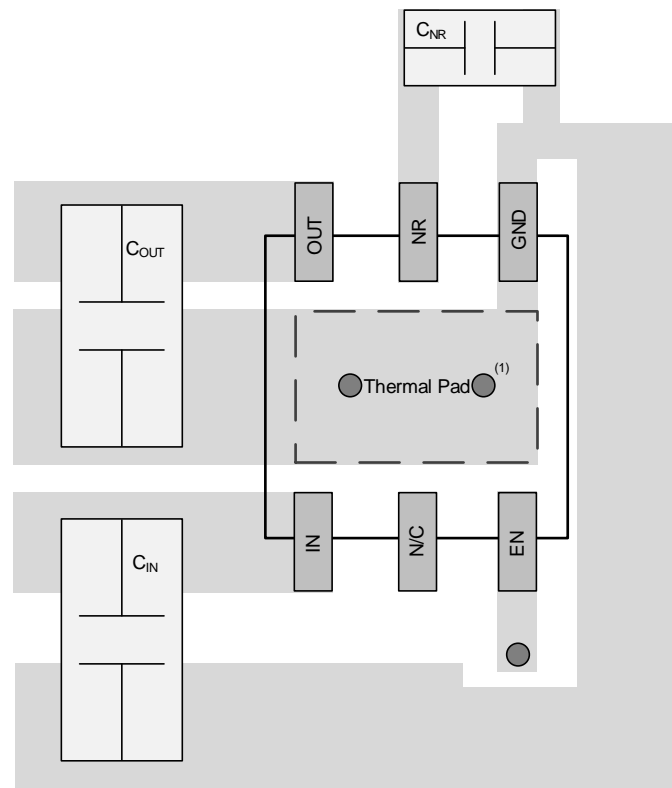 CNR
OUT
NR
GND
COUT
Thermal Pad (1)
IN
N/C
EN
CIN